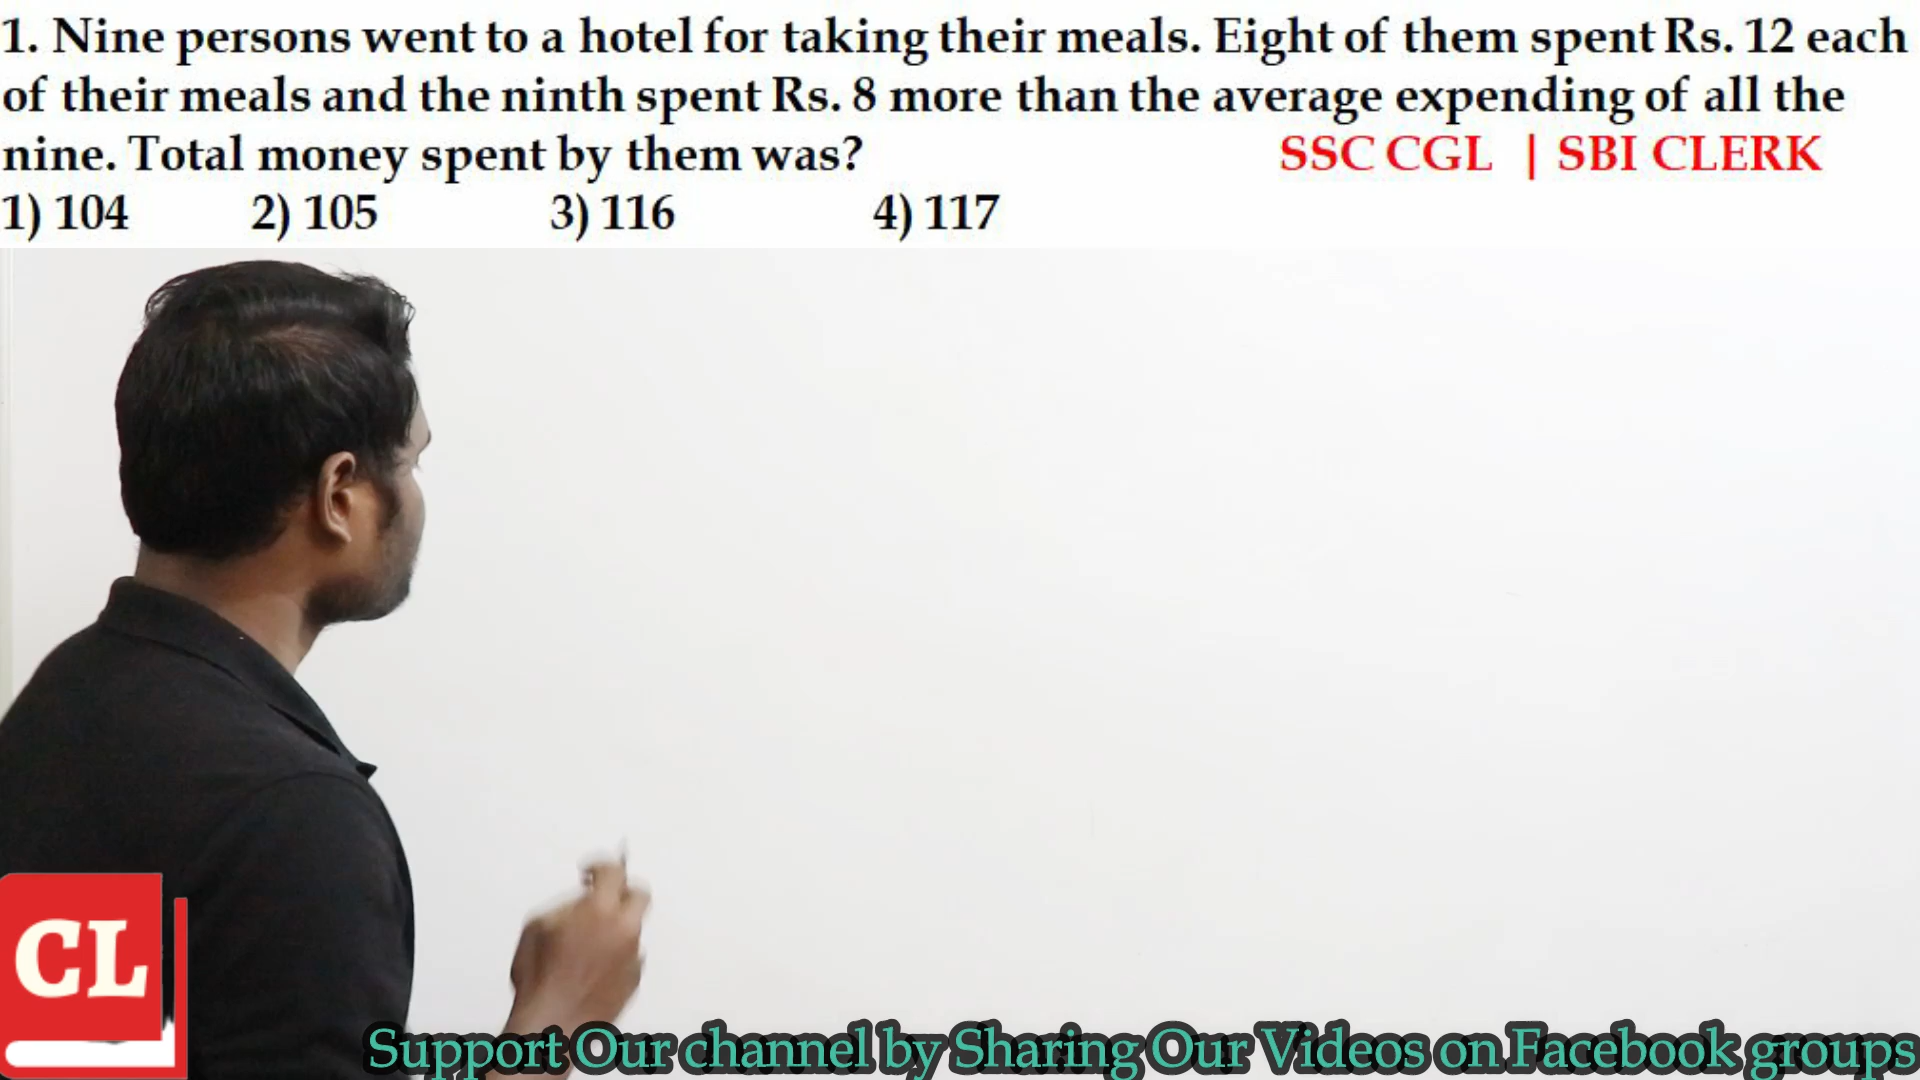 1. Nine persons went to a hotel for taking their meals. Eight of them spent Rs. 12 each
of their meals and the ninth spent Rs. 8 more than the average expending of all the
nine. Total money spent by them was?
SSC CGL | SBI CLERK
1) 104 2) 105 3) 116 4) 117
CL
Support Our channel by Sharing Our Videos on Facebook groups